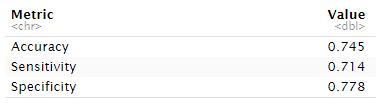 Metric Value
<chr> <dbl>
Accuracy 0.745
Sensitivity 0.714
Specificity 0.778